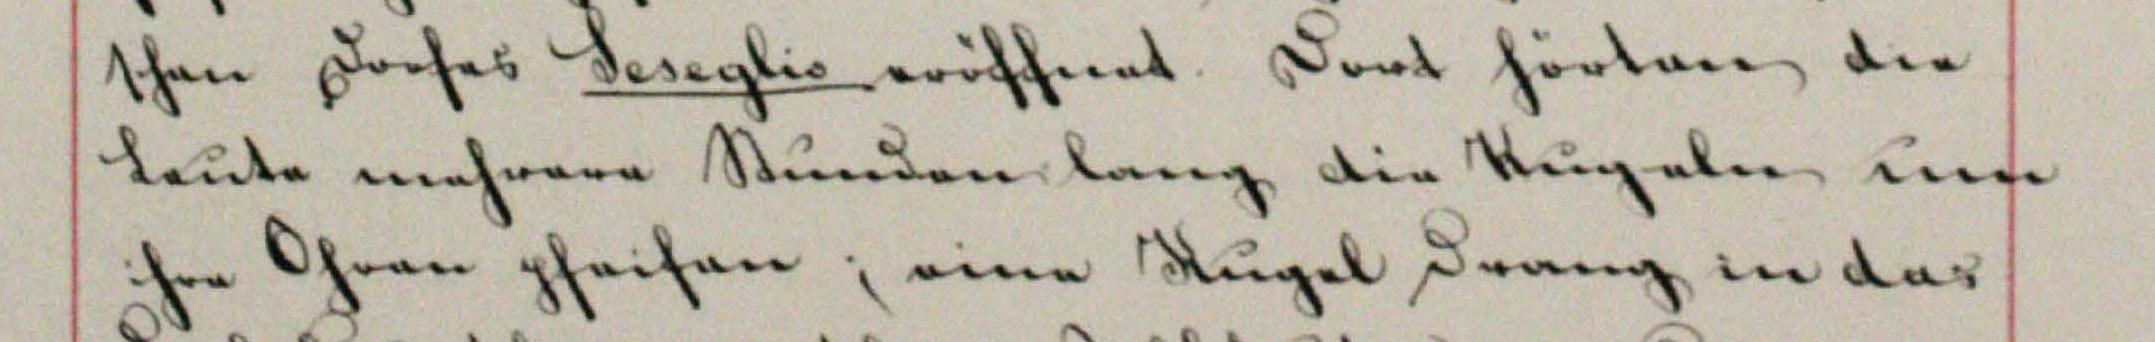 schen Dorfes Seseglio eröffnet. Dort hörten die
Leute mehrere Stunden lang die Kugeln um
ihre Ohren pfeifen; eine Kugel drang in das